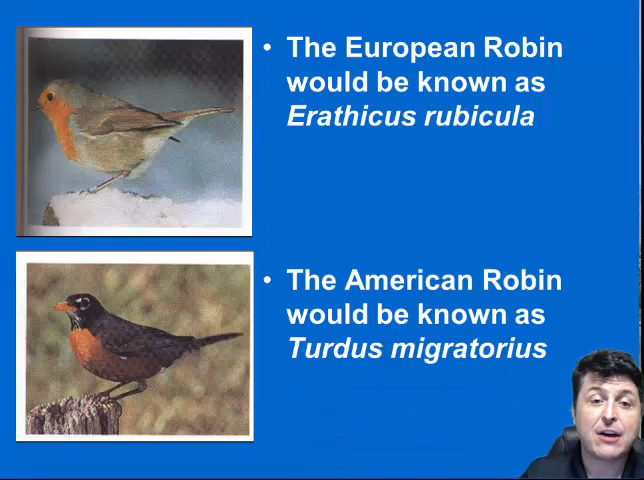 • The European Robin
would be known as
Erathicus rubicula
• The American Robin
would be known as
Turdus migratorius